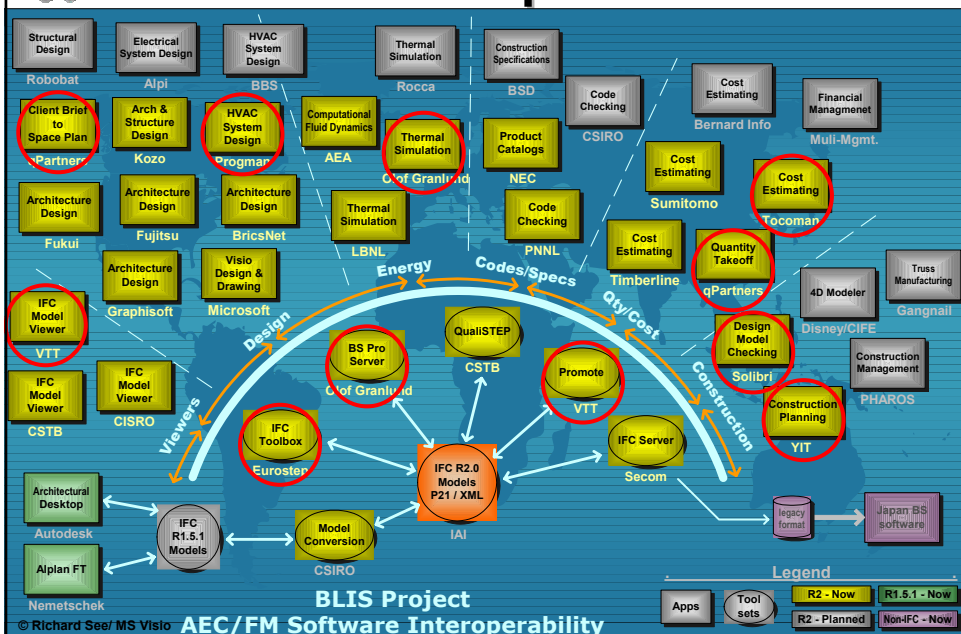 Structural
Design
Robobat
Electrical
System Design
Alpi
HVAC
System
Design
BBS
Thermal
Simulation
Rocca
Construction
Specifications
BSD
Code
Checking
CSIRO
Cost
Estimating
Bernard Info
Financial
Managmenet
Muli-Mgmt.
Client Brief
to
Space Plan
qPartners
Arch &
Structure
Design
Kozo
HVAC
System
Design
Progman
Computational
Fluid Dynamics
AEA
Thermal
Simulation
Olof Granlund
Product
Catalogs
NEC
Cost
Estimating
Sumitomo
Cost
Estimating
Tocoman
Architecture
Design
Fukui
Architecture
Design
Fujitsu
Architecture
Design
BricsNet
Thermal
Simulation
LBNL
Code
Checking
PNNL
Cost
Estimating
Timberline
Quantity
Takeoff
qPartners
Architecture
Design
Graphisoft
Visio
Design &
Drawing
Microsoft
4D Modeler
Disney/CIFE
Truss
Manufacturing
Gangnail
IFC
Model
Viewer
VTT
Design
Model
Checking
Solibri
Construction
Management
PHAROS
IFC
Model
Viewer
CSTB
IFC
Model
Viewer
CISRO
Construction
Planning
YIT
Viewers
Design
Energy
Codes/Specs
Qty/Cost
Construction
BS Pro
Server
Olof Granlund
QualiSTEP
CSTB
Promote
VTT
IFC
Toolbox
Eurostep
IFC Server
Secom
IFC R2.0
Models
P21 / XML
IAI
Architectural
Desktop
Autodesk
IFC
R1.5.1
Models
Model
Conversion
CSIRO
Alplan FT
Nemetschek
legacy
format
Japan BS
software
Legend
Apps
Tool
sets
R2 - Now
R1.5.1 - Now
R2 - Planned
Non-IFC - Now
BLIS Project
AEC/FM Software Interoperability
© Richard See/ MS Visio